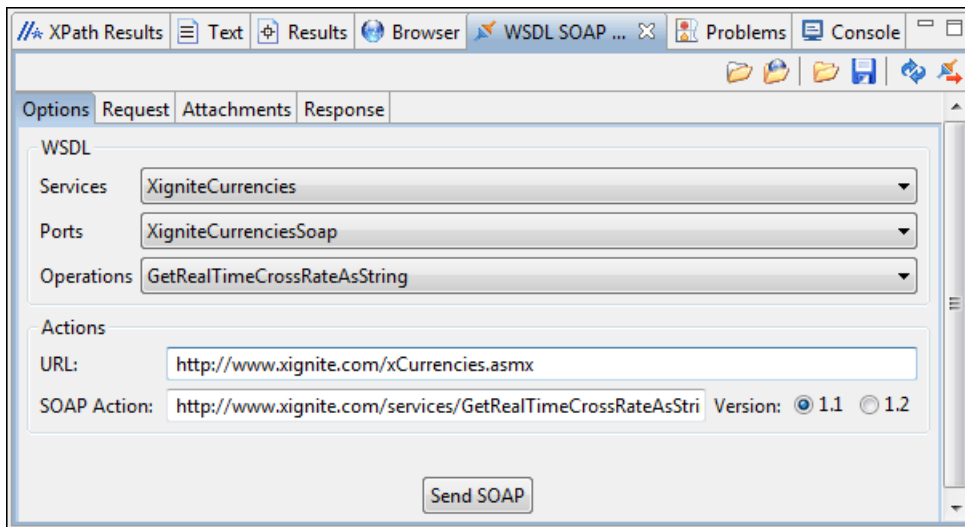 XPath Results Text Results Browser WSDL SOAP ... Problems Console
Options Request Attachments Response
WSDL
Services XigniteCurrencies
Ports XigniteCurrenciesSoap
Operations GetRealTimeCrossRateAsString
Actions
URL: http://www.xignite.com/xCurrencies.asmx
SOAP Action: http://www.xignite.com/services/GetRealTimeCrossRateAsStri Version: 1.1 1.2
Send SOAP